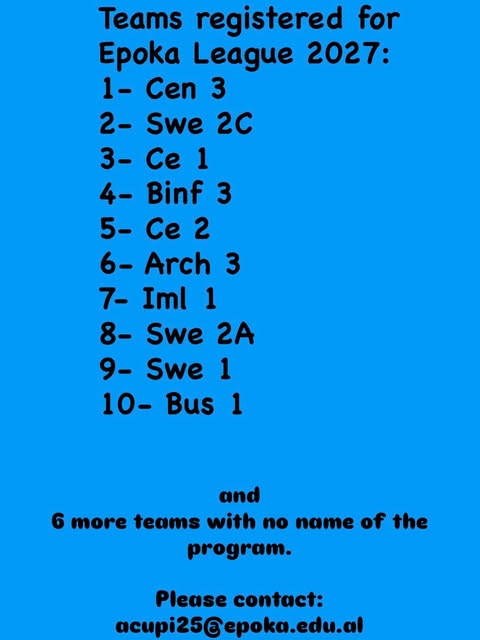 Teams registered for
Epoka League 2027:
1- Cen 3
2- Swe 2C
3- Ce 1
4- Binf 3
5- Ce 2
6- Arch 3
7- Iml 1
8- Swe 2A
9- Swe 1
10- Bus 1
and
6 more teams with no name of the
program.
Please contact:
acupi25@epoka.edu.al